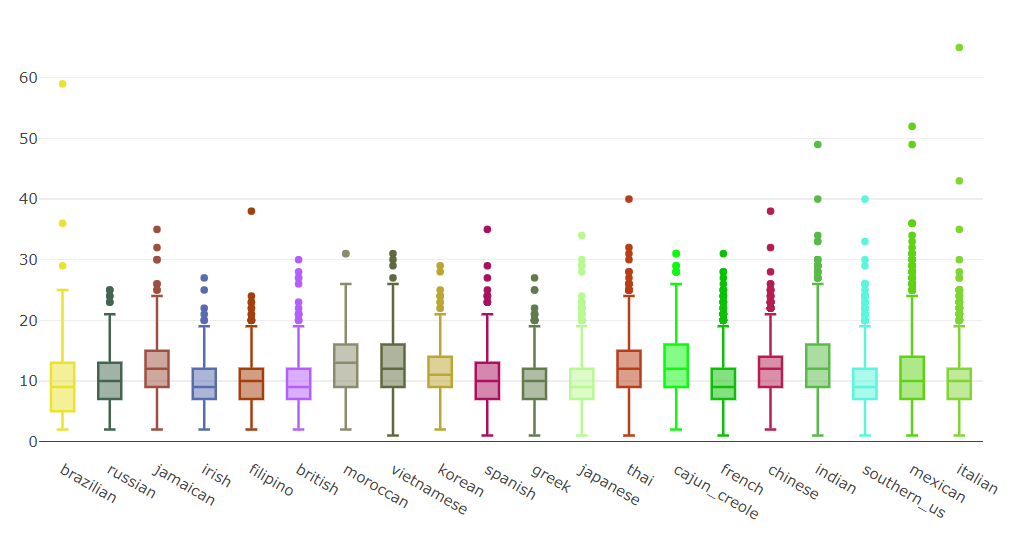 60
50
40
30
20
10
0
brazilian
russian
jamaican
irish
filipino
british
moroccan
vietnamese
korean
spanish
greek
japanese
thai
cajun_creole
french
chinese
indian
southern_us
mexican
italian